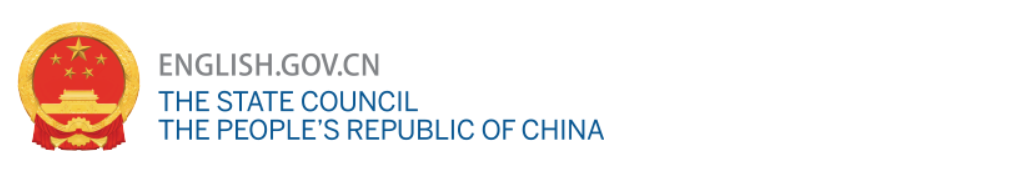 ENGLISH.GOV.CN
THE STATE COUNCIL
THE PEOPLE'S REPUBLIC OF CHINA